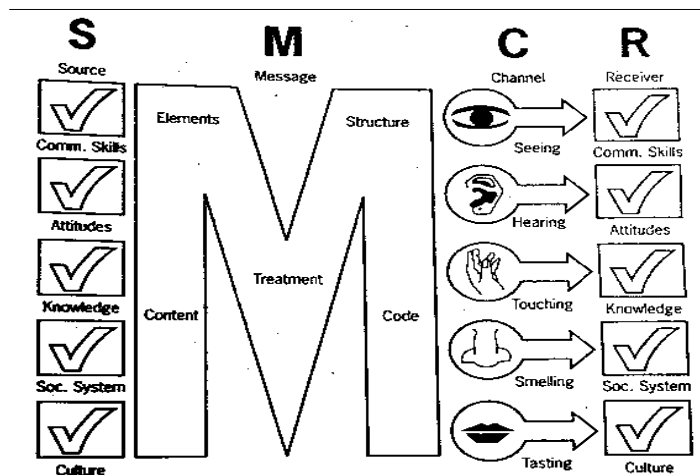 S M C R
Source Message Channel Receiver
Elements Structure
Seeing
Comm. Skills Comm. Skills
Hearing
Attitudes Attitudes
Treatment
Touching
Knowledge Content Code Knowledge
Smelling
Soc. System Soc. System
Tasting
Culture Culture